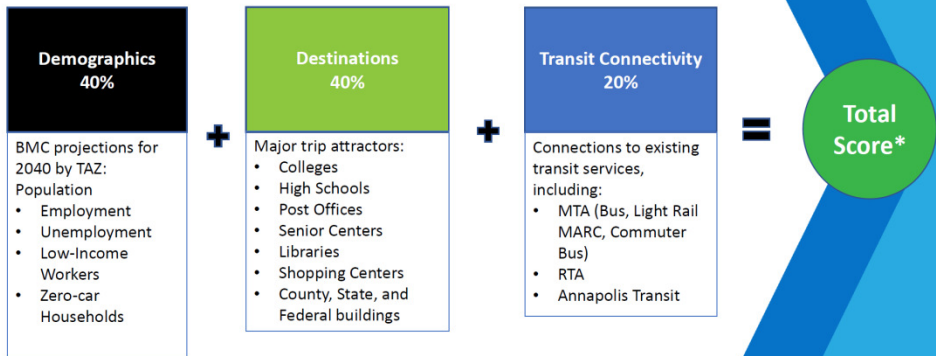 Demographics
40%
BMC projections for
2040 by TAZ:
Population
• Employment
• Unemployment
• Low-Income
Workers
• Zero-car
Households
+
Destinations
40%
Major trip attractors:
• Colleges
• High Schools
• Post Offices
• Senior Centers
• Libraries
• Shopping Centers
• County, State, and
Federal buildings
+
Transit Connectivity
20%
Connections to existing
transit services,
including:
• MTA (Bus, Light Rail
MARC, Commuter
Bus)
• RTA
• Annapolis Transit
=
Total
Score*